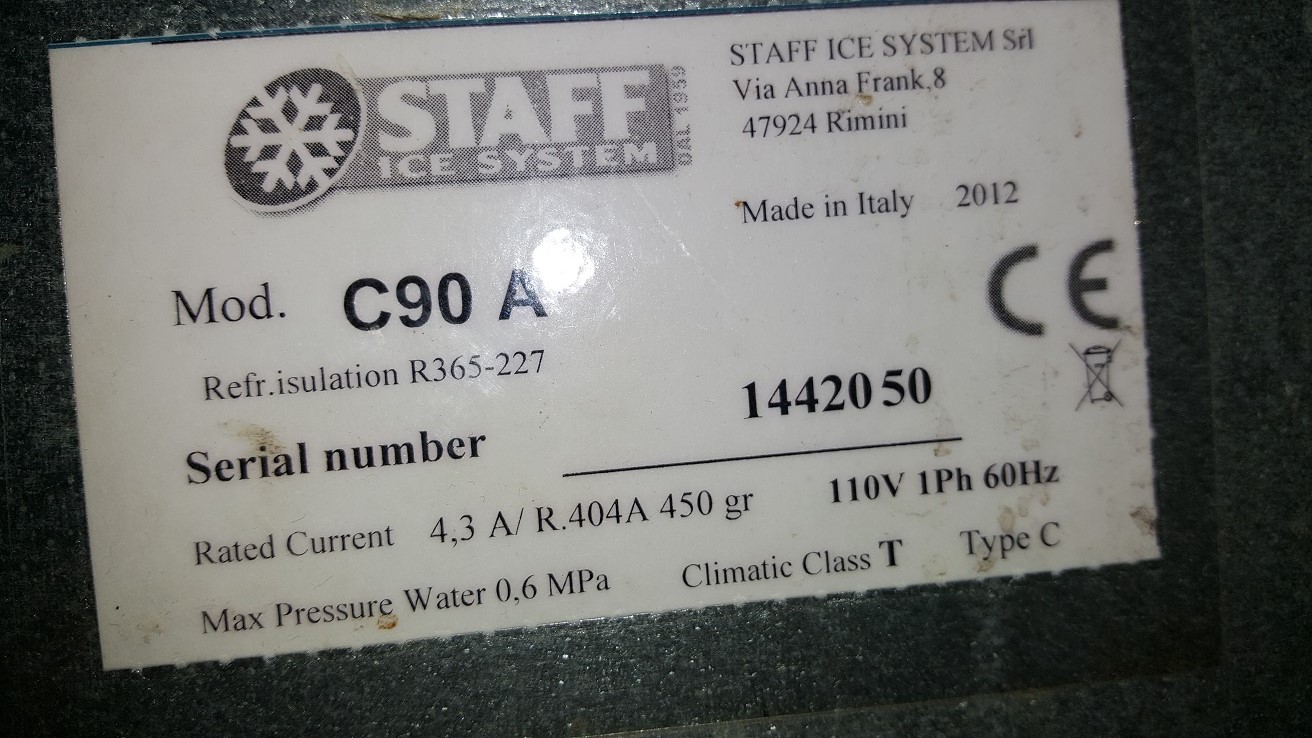 STAFF
ICE SYSTEM
DAL 1959
STAFF ICE SYSTEM Srl
Via Anna Frank,8
47924 Rimini
Made in Italy 2012
Mod. C90 A
CE
Refr.isulation R365-227
Serial number 1442050
Rated Current 4,3 A/ R.404A 450 gr 110V 1Ph 60Hz
Max Pressure Water 0,6 MPa Climatic Class T Type C